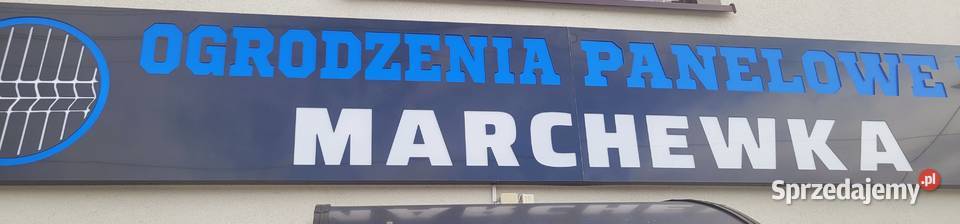 OGRODZENIA PANELOWE
MARCHEWKA
Sprzedajemy.pl